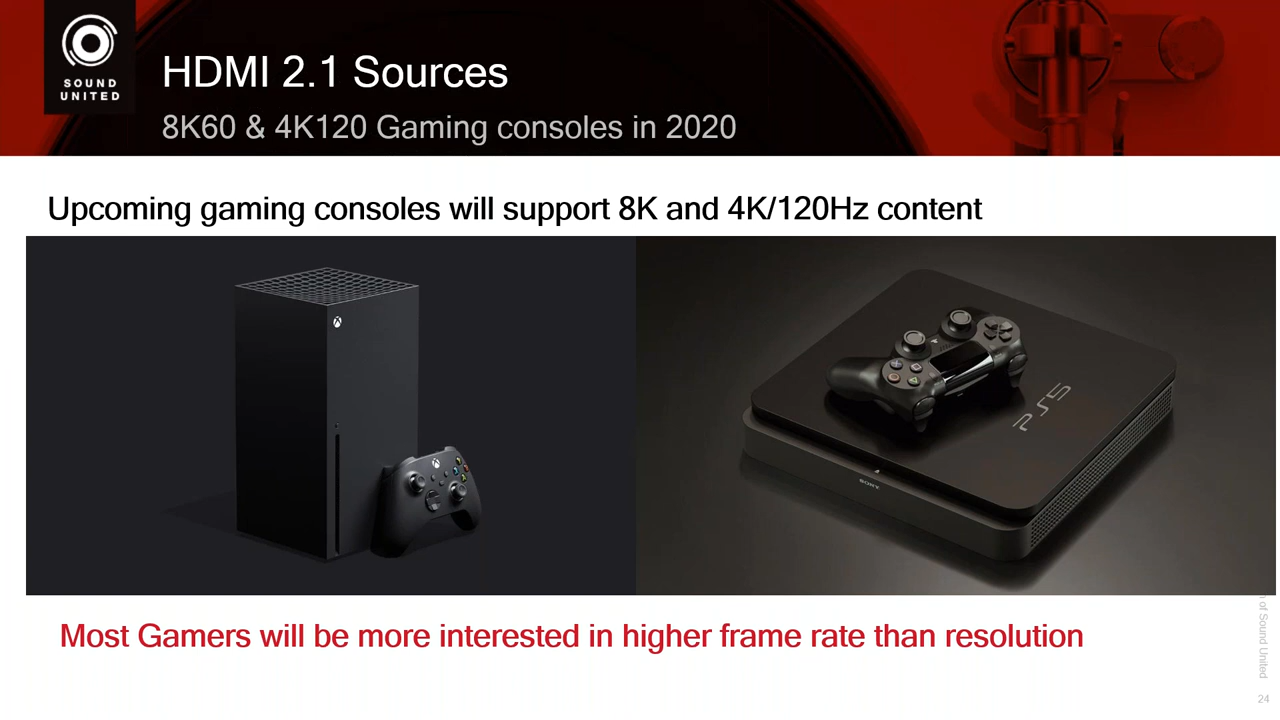 SOUND
UNITED
HDMI 2.1 Sources
8K60 & 4K120 Gaming consoles in 2020
Upcoming gaming consoles will support 8K and 4K/120Hz content
PS5
SONY
Most Gamers will be more interested in higher frame rate than resolution
of Sound United
24